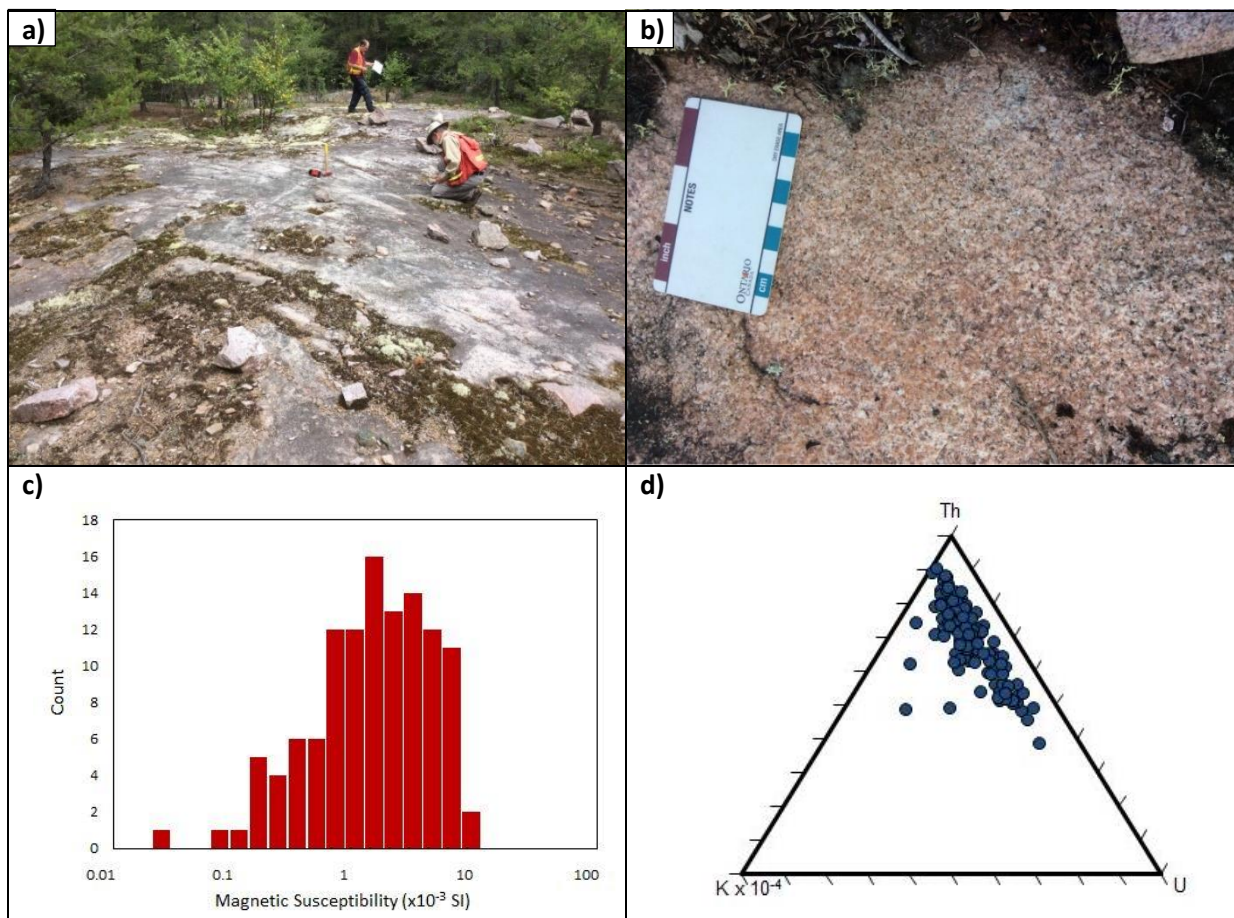 a)
b)
NOTES
inch
cm
ONTARIO
c)
18
16
14
12
10
8
6
4
2
0
Count
0.01 0.1 1 10 100
Magnetic Susceptibility (x10⁻³ SI)
d)
Th
K x 10⁻⁴
U